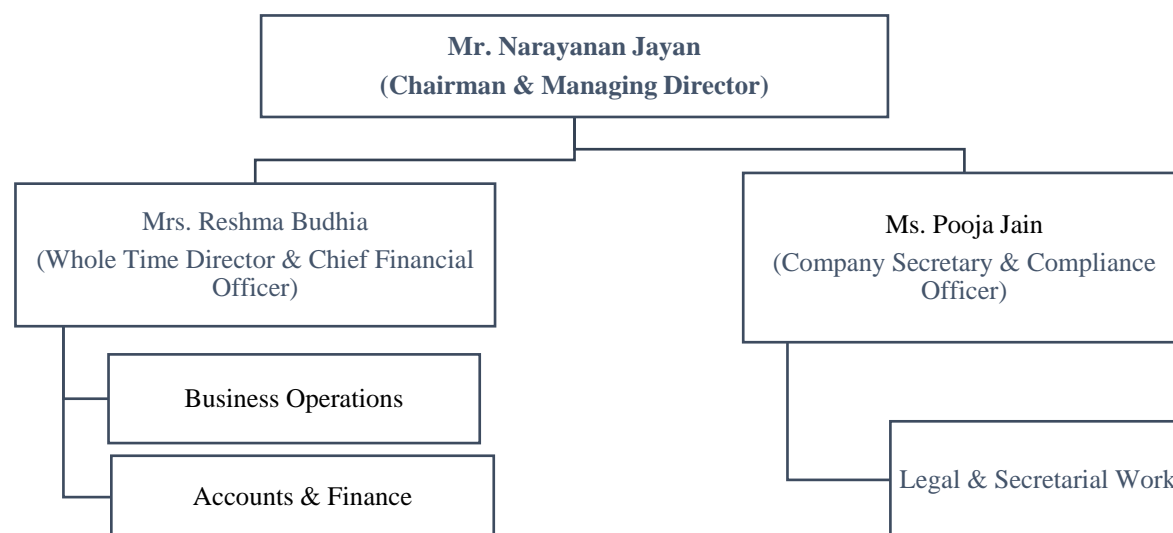 Mr. Narayanan Jayan
(Chairman & Managing Director)
Mrs. Reshma Budhia
(Whole Time Director & Chief Financial
Officer)
Ms. Pooja Jain
(Company Secretary & Compliance
Officer)
Business Operations
Accounts & Finance
Legal & Secretarial Work